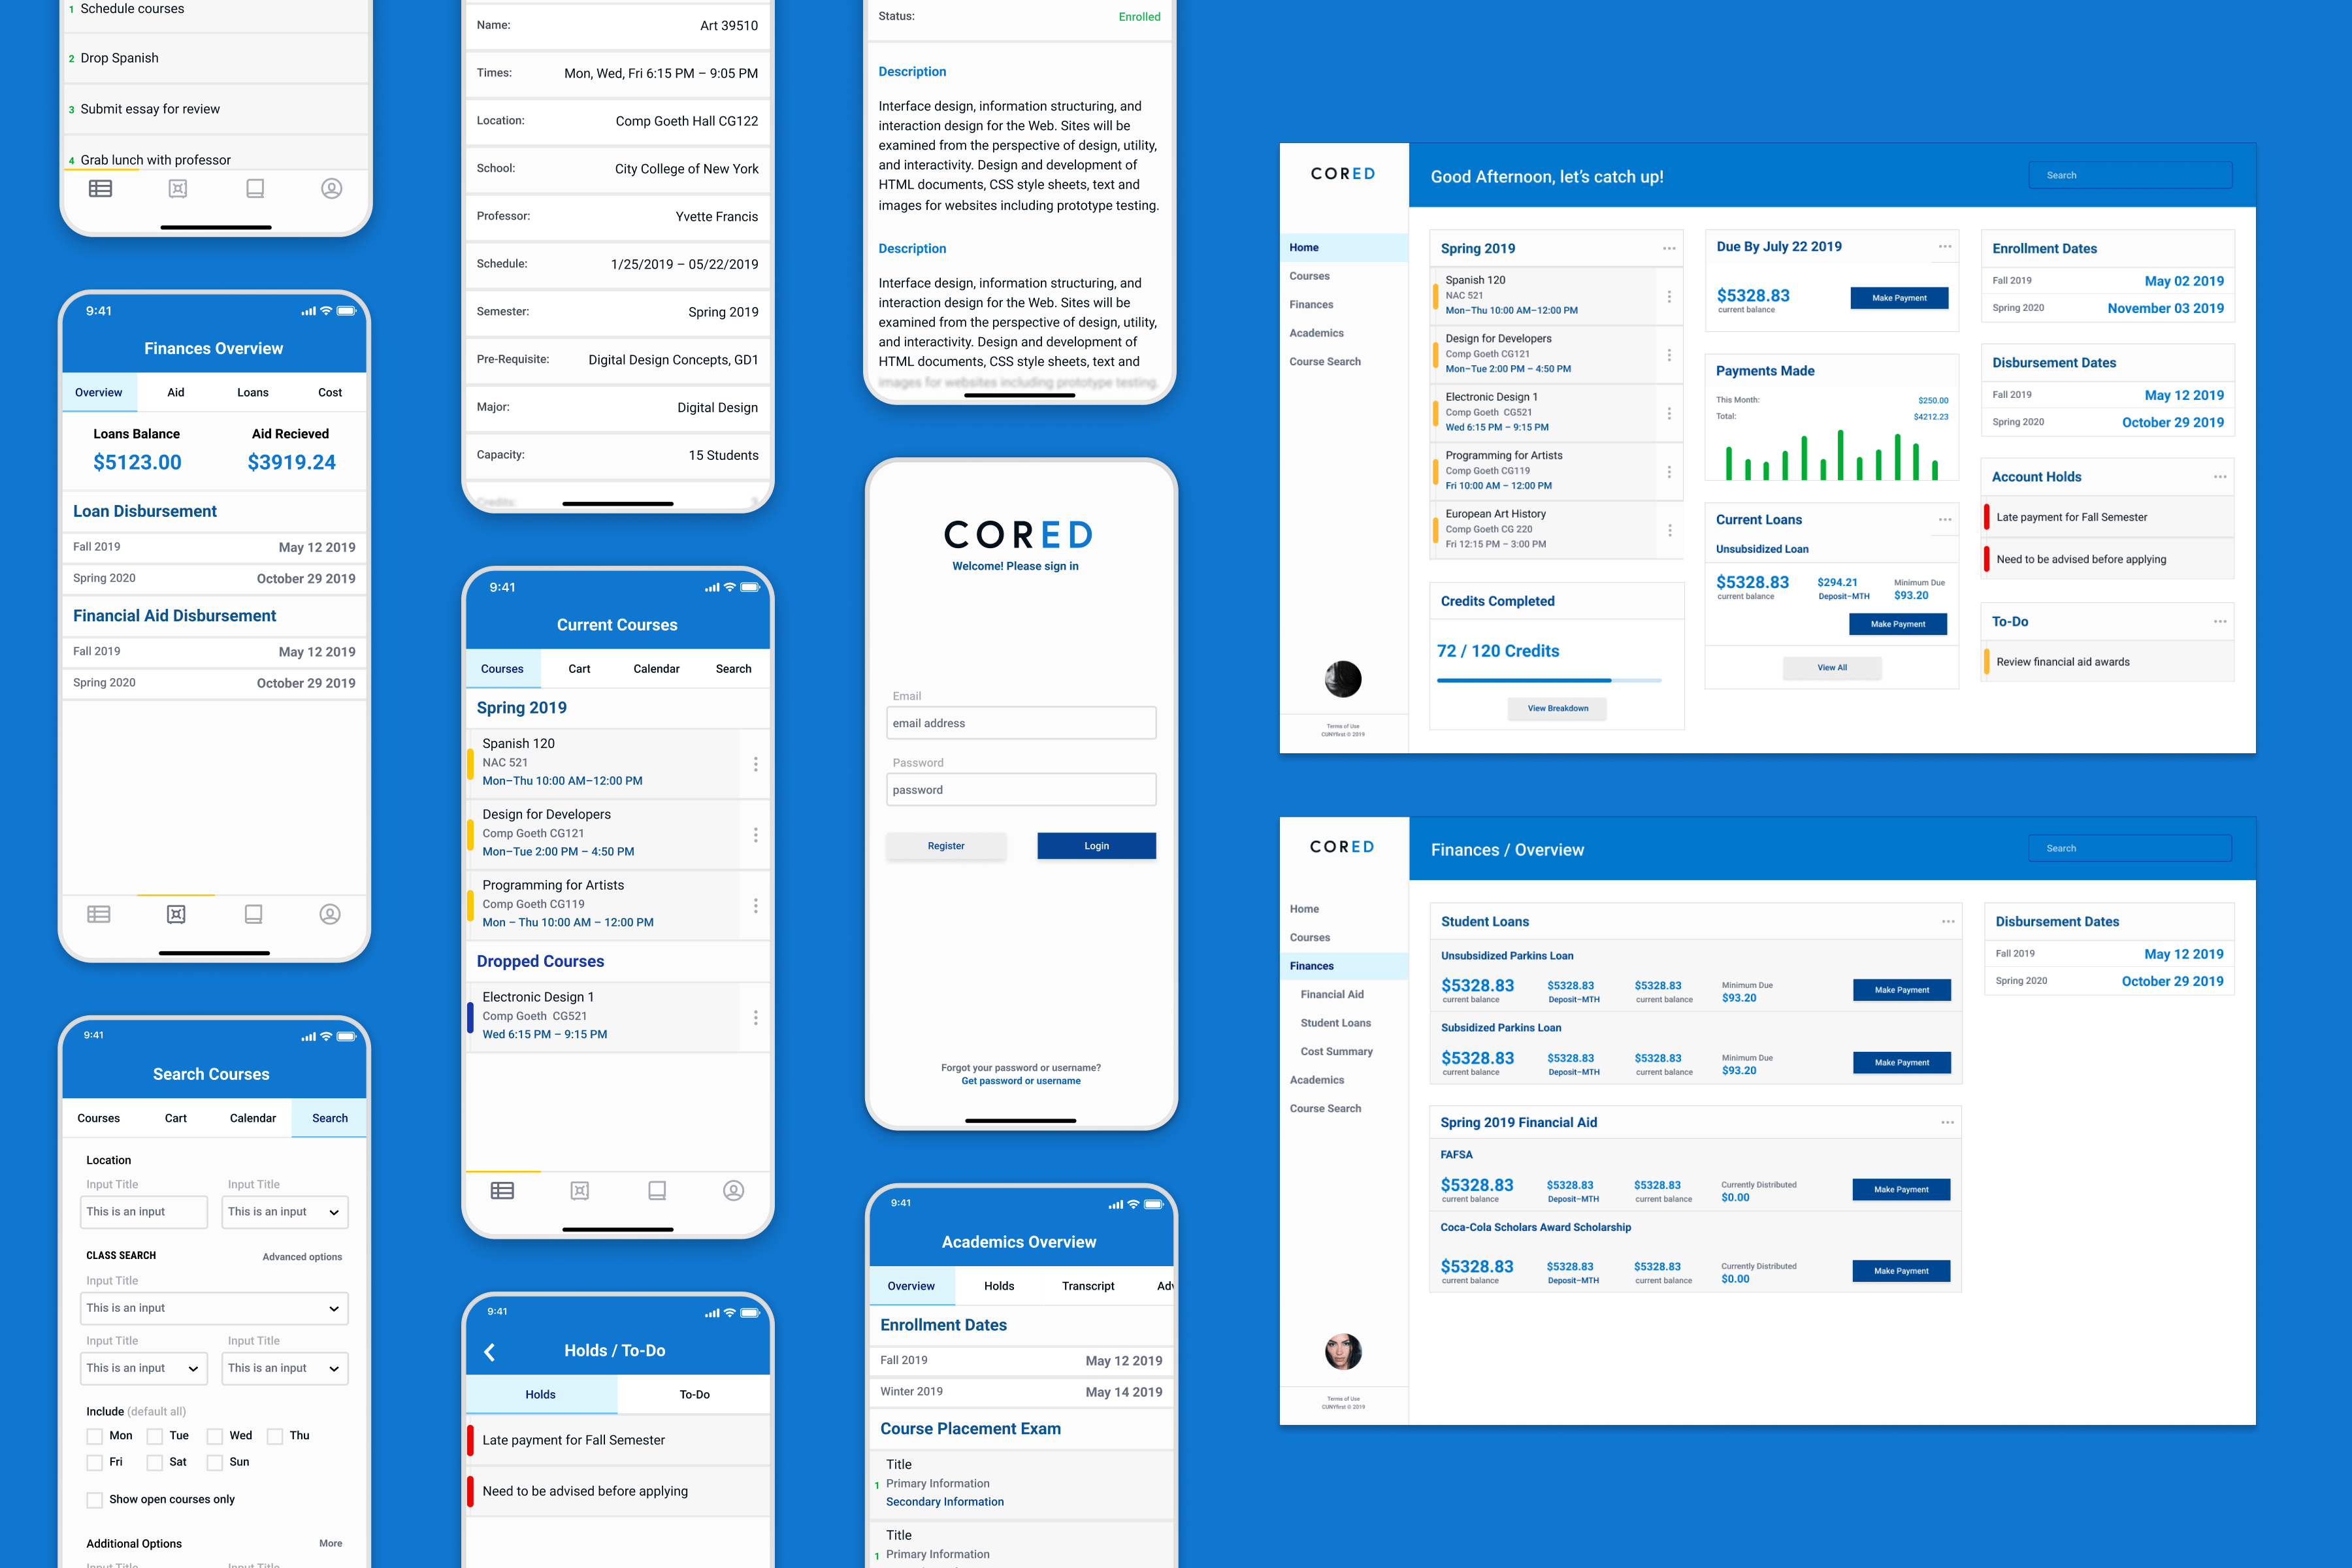 1 Schedule courses
2 Drop Spanish
3 Submit essay for review
4 Grab lunch with professor
9:41
Finances Overview
Overview Aid Loans Cost
Loans Balance Aid Recieved
$5123.00 $3919.24
Loan Disbursement
Fall 2019 May 12 2019
Spring 2020 October 29 2019
Financial Aid Disbursement
Fall 2019 May 12 2019
Spring 2020 October 29 2019
9:41
Search Courses
Courses Cart Calendar Search
Location
Input Title Input Title
This is an input This is an input
CLASS SEARCH Advanced options
Input Title
This is an input
Input Title Input Title
This is an input This is an input
Include (default all)
Mon Tue Wed Thu
Fri Sat Sun
Show open courses only
Additional Options More
Input Title Input Title
Name: Art 39510
Times: Mon, Wed, Fri 6:15 PM – 9:05 PM
Location: Comp Goeth Hall CG122
School: City College of New York
Professor: Yvette Francis
Schedule: 1/25/2019 – 05/22/2019
Semester: Spring 2019
Pre-Requisite: Digital Design Concepts, GD1
Major: Digital Design
Capacity: 15 Students
Credits: 3
9:41
Current Courses
Courses Cart Calendar Search
Spring 2019
Spanish 120
NAC 521
Mon–Thu 10:00 AM–12:00 PM
Design for Developers
Comp Goeth CG121
Mon–Tue 2:00 PM – 4:50 PM
Programming for Artists
Comp Goeth CG119
Mon – Thu 10:00 AM – 12:00 PM
Dropped Courses
Electronic Design 1
Comp Goeth CG521
Wed 6:15 PM – 9:15 PM
9:41
Holds / To-Do
Holds To-Do
Late payment for Fall Semester
Need to be advised before applying
Status: Enrolled
Description
Interface design, information structuring, and
interaction design for the Web. Sites will be
examined from the perspective of design, utility,
and interactivity. Design and development of
HTML documents, CSS style sheets, text and
images for websites including prototype testing.
Description
Interface design, information structuring, and
interaction design for the Web. Sites will be
examined from the perspective of design, utility,
and interactivity. Design and development of
HTML documents, CSS style sheets, text and
images for websites including prototype testing.
CORED
Welcome! Please sign in
Email
email address
Password
password
Register Login
Forgot your password or username?
Get password or username
9:41
Academics Overview
Overview Holds Transcript Adv
Enrollment Dates
Fall 2019 May 12 2019
Winter 2019 May 14 2019
Course Placement Exam
Title
1 Primary Information
Secondary Information
Title
1 Primary Information
CORED
Good Afternoon, let's catch up!
Search
Home
Courses
Finances
Academics
Course Search
Terms of Use
CUNYfirst © 2019
Spring 2019
Spanish 120
NAC 521
Mon–Thu 10:00 AM–12:00 PM
Design for Developers
Comp Goeth CG121
Mon–Tue 2:00 PM – 4:50 PM
Electronic Design 1
Comp Goeth CG521
Wed 6:15 PM – 9:15 PM
Programming for Artists
Comp Goeth CG119
Fri 10:00 AM – 12:00 PM
European Art History
Comp Goeth CG 220
Fri 12:15 PM – 3:00 PM
Credits Completed
72 / 120 Credits
View Breakdown
Due By July 22 2019
$5328.83
current balance
Make Payment
Payments Made
This Month: $250.00
Total: $4212.23
Current Loans
Unsubsidized Loan
$5328.83 $294.21 Minimum Due
current balance Deposit–MTH $93.20
Make Payment
View All
Enrollment Dates
Fall 2019 May 02 2019
Spring 2020 November 03 2019
Disbursement Dates
Fall 2019 May 12 2019
Spring 2020 October 29 2019
Account Holds
Late payment for Fall Semester
Need to be advised before applying
To-Do
Review financial aid awards
CORED
Finances / Overview
Search
Home
Courses
Finances
Financial Aid
Student Loans
Cost Summary
Academics
Course Search
Terms of Use
CUNYfirst © 2019
Student Loans
Unsubsidized Parkins Loan
$5328.83 $5328.83 $5328.83 Minimum Due
current balance Deposit–MTH current balance $93.20
Make Payment
Subsidized Parkins Loan
$5328.83 $5328.83 $5328.83 Minimum Due
current balance Deposit–MTH current balance $93.20
Make Payment
Spring 2019 Financial Aid
FAFSA
$5328.83 $5328.83 $5328.83 Currently Distributed
current balance Deposit–MTH current balance $0.00
Make Payment
Coca-Cola Scholars Award Scholarship
$5328.83 $5328.83 $5328.83 Currently Distributed
current balance Deposit–MTH current balance $0.00
Make Payment
Disbursement Dates
Fall 2019 May 12 2019
Spring 2020 October 29 2019